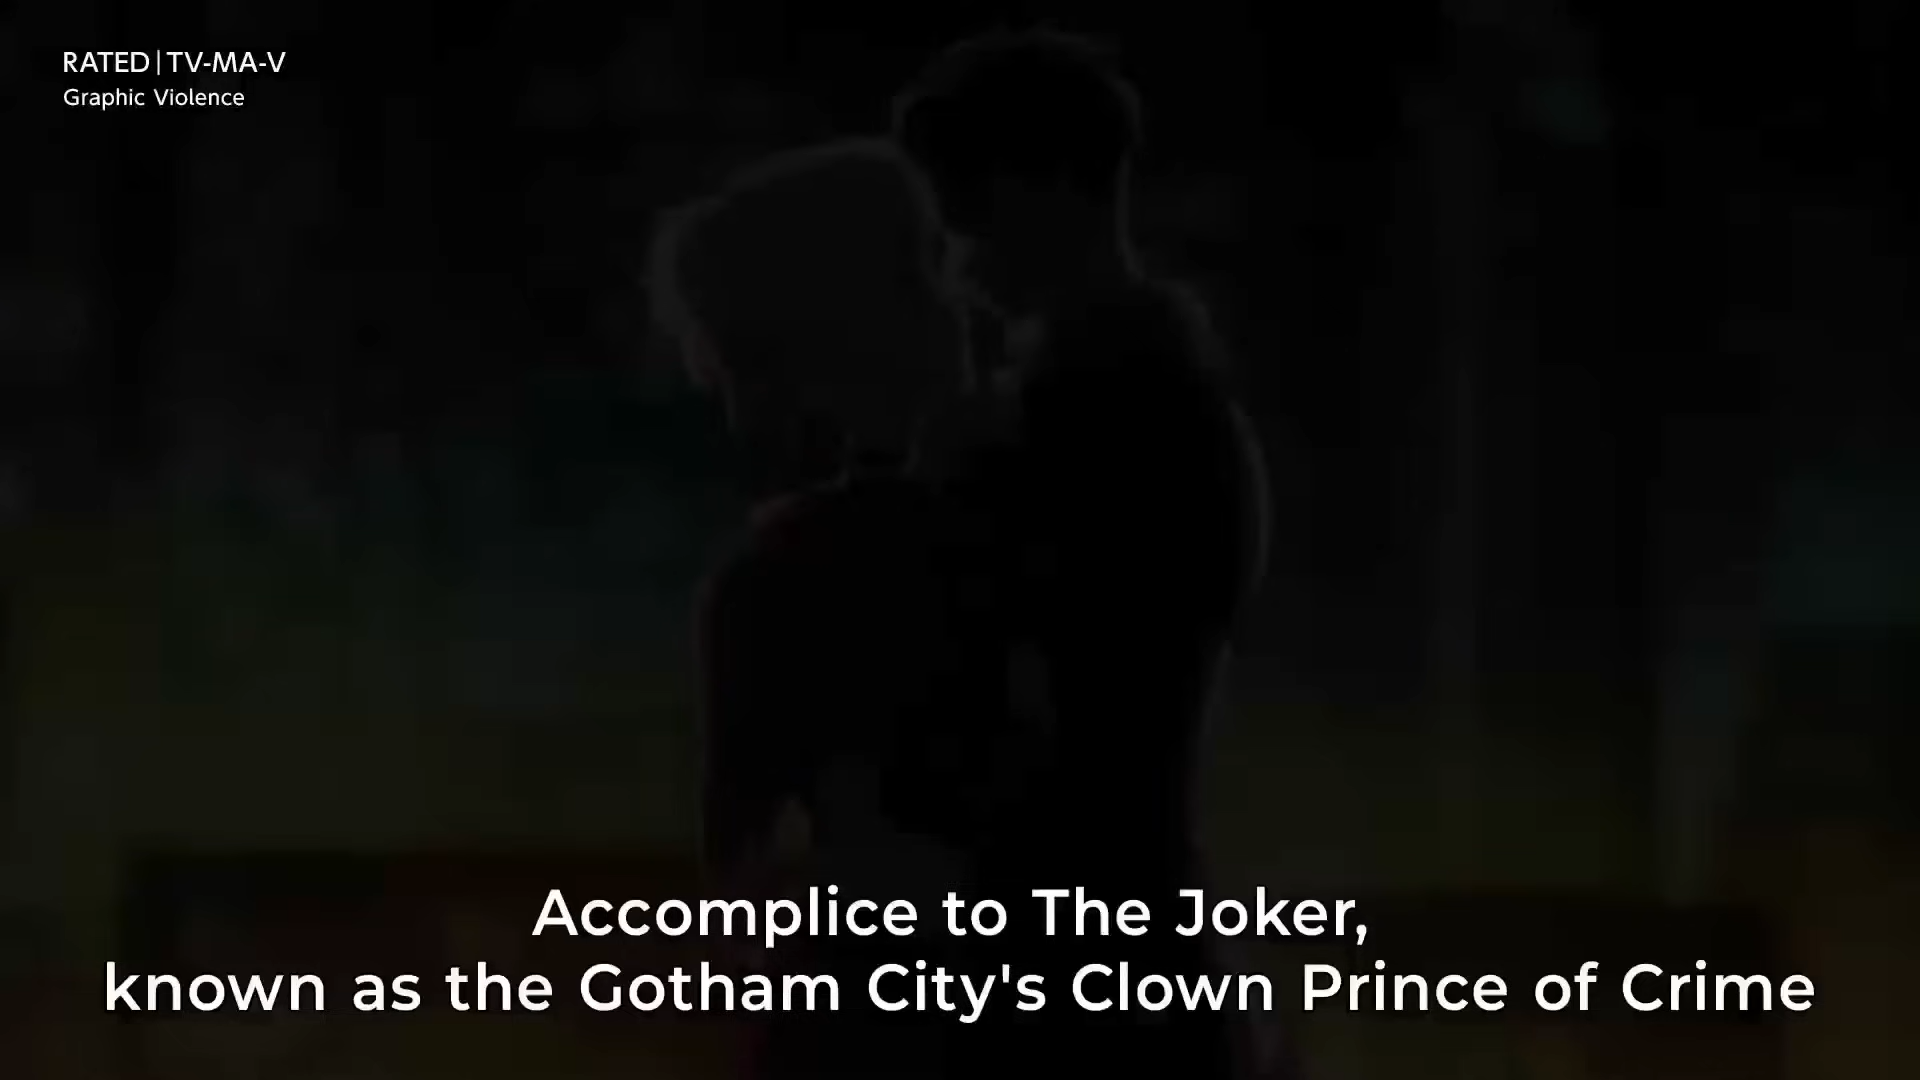 RATED|TV-MA-V
Graphic Violence
Accomplice to The Joker,
known as the Gotham City's Clown Prince of Crime